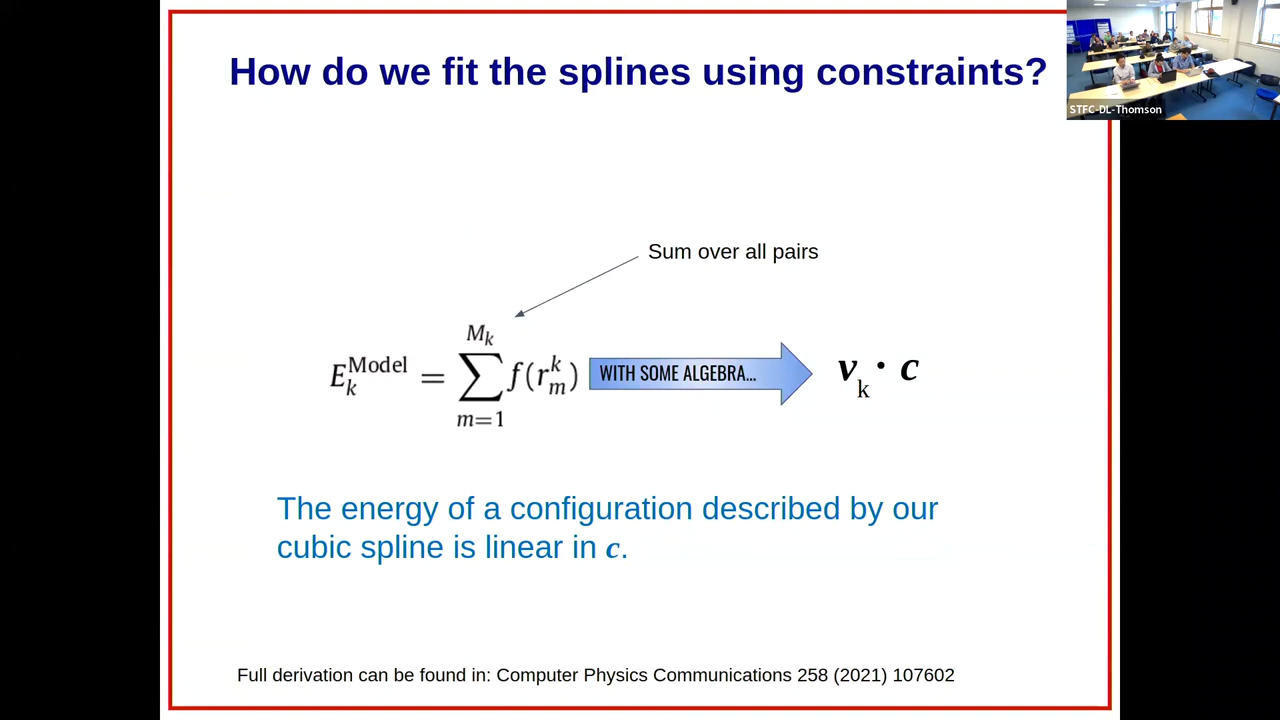 How do we fit the splines using constraints?
STFC-DL-Thomson
Sum over all pairs
E_k^Model = ∑_{m=1}^{M_k} f(r_m^k) WITH SOME ALGEBRA... v_k · c
The energy of a configuration described by our
cubic spline is linear in c.
Full derivation can be found in: Computer Physics Communications 258 (2021) 107602